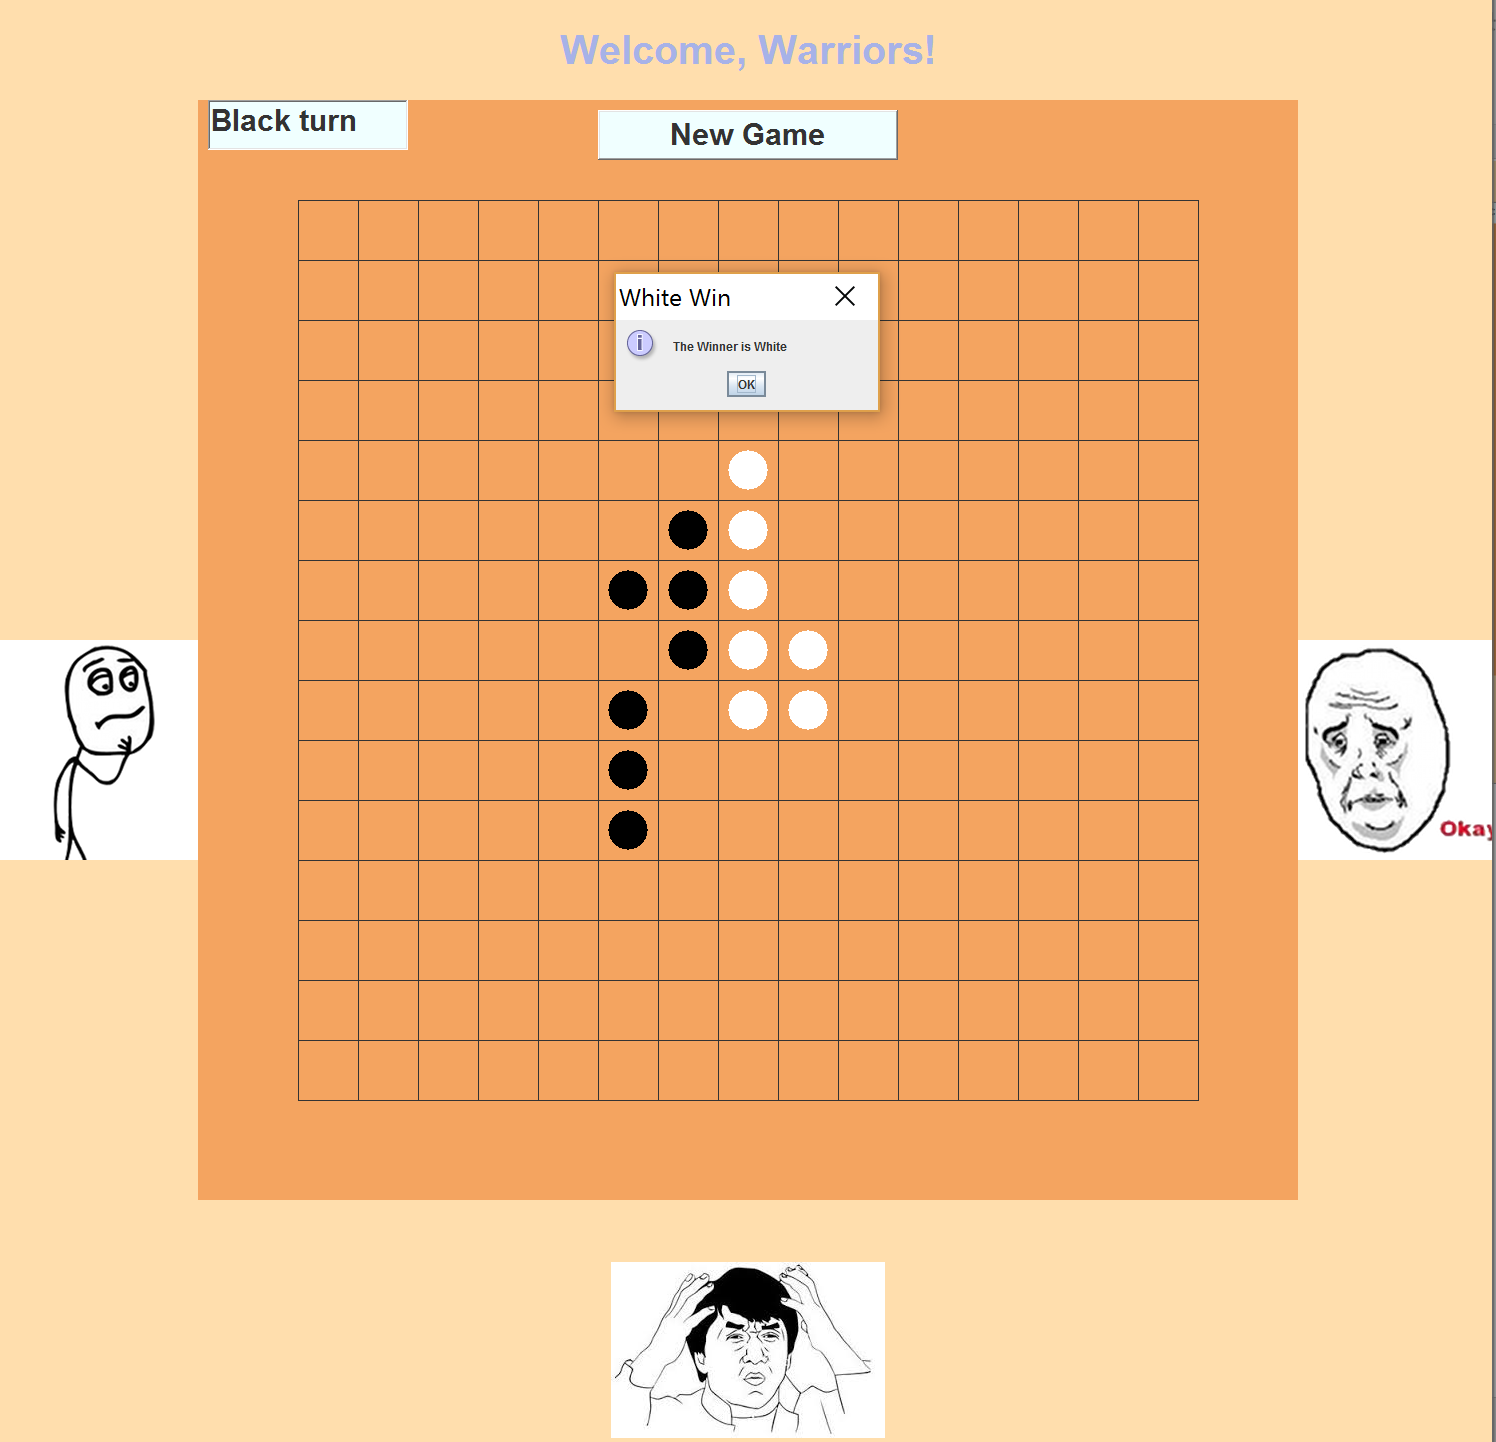 Welcome, Warriors!
Black turn
New Game
White Win
The Winner is White
OK
Okay